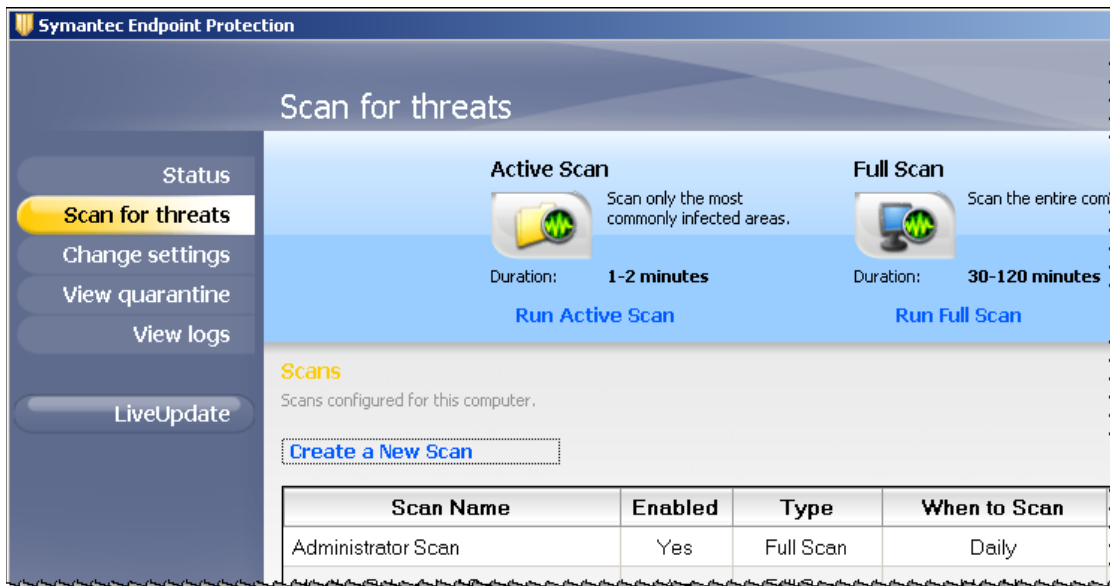 Symantec Endpoint Protection
Scan for threats
Status
Scan for threats
Change settings
View quarantine
View logs
LiveUpdate
Active Scan
Scan only the most
commonly infected areas.
Duration: 1-2 minutes
Run Active Scan
Full Scan
Scan the entire com
Duration: 30-120 minutes
Run Full Scan
Scans
Scans configured for this computer.
Create a New Scan
Scan Name Enabled Type When to Scan
Administrator Scan Yes Full Scan Daily